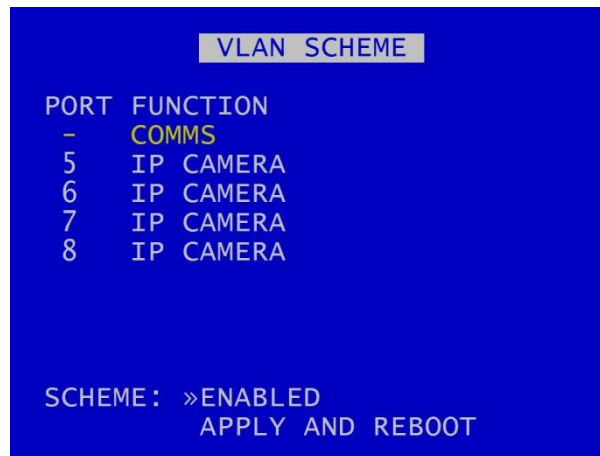 VLAN SCHEME
PORT FUNCTION
- COMMS
5 IP CAMERA
6 IP CAMERA
7 IP CAMERA
8 IP CAMERA
SCHEME: »ENABLED
APPLY AND REBOOT